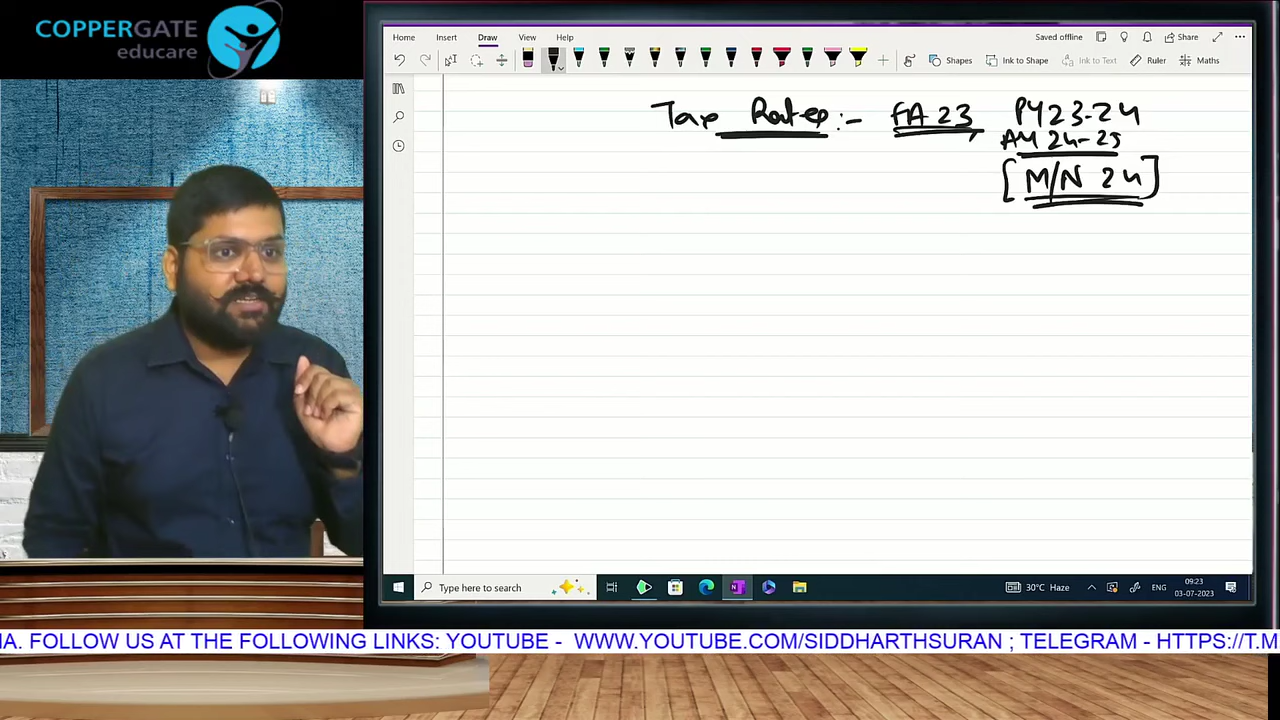 COPPERGATE
educare
Home Insert Draw View Help
Saved offline
Share
Shapes
Ink to Shape
Ink to Text
Ruler
Maths
Tax Rates :- FA 23, PY 23-24
AY 24-25
[M/N 24]
Type here to search
30°C Haze
ENG
09:23
03-07-2023
IA. FOLLOW US AT THE FOLLOWING LINKS: YOUTUBE - WWW.YOUTUBE.COM/SIDDHARTHSURAN ; TELEGRAM - HTTPS://T.M